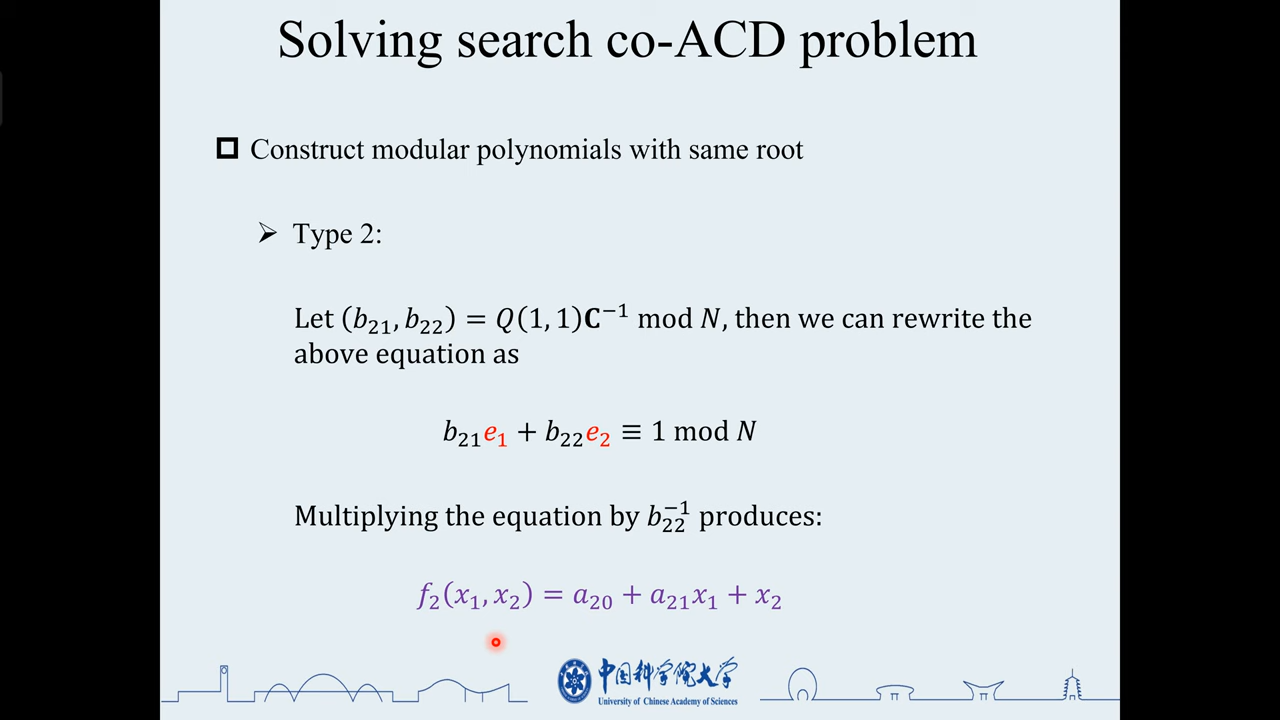 Solving search co-ACD problem
Construct modular polynomials with same root
Type 2:
Let (b₂₁, b₂₂) = Q(1, 1)C⁻¹ mod N, then we can rewrite the
above equation as
b₂₁e₁ + b₂₂e₂ ≡ 1 mod N
Multiplying the equation by b₂₂⁻¹ produces:
f₂(x₁, x₂) = a₂₀ + a₂₁x₁ + x₂
中国科学院大学
University of Chinese Academy of Sciences